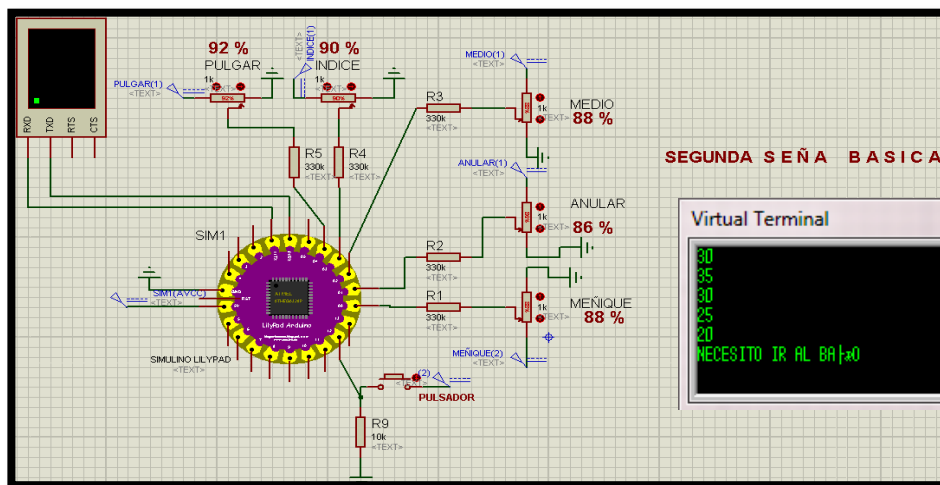 RXD
TXD
RTS
CTS
92 %
PULGAR
1k
92%
PULGAR(1)
<TEXT>
INDICE(1)
<TEXT>
90 %
INDICE
1k
90%
R5
330k
<TEXT>
R4
330k
<TEXT>
R3
330k
<TEXT>
MEDIO(1)
<TEXT>
MEDIO
1k
88 %
<TEXT>
SEGUNDA SEÑA BASICA
ANULAR(1)
<TEXT>
ANULAR
1k
<TEXT>
86 %
R2
330k
<TEXT>
R1
330k
<TEXT>
MEÑIQUE
1k
88 %
<TEXT>
MEÑIQUE(2)
<TEXT>
SIM1
SIM1(AVCC)
<TEXT>
LilyPad Arduino
SIMULINO LILYPAD
<TEXT>
(2)
<TEXT>
PULSADOR
R9
10k
<TEXT>
Virtual Terminal
30
35
30
25
20
NECESITO IR AL